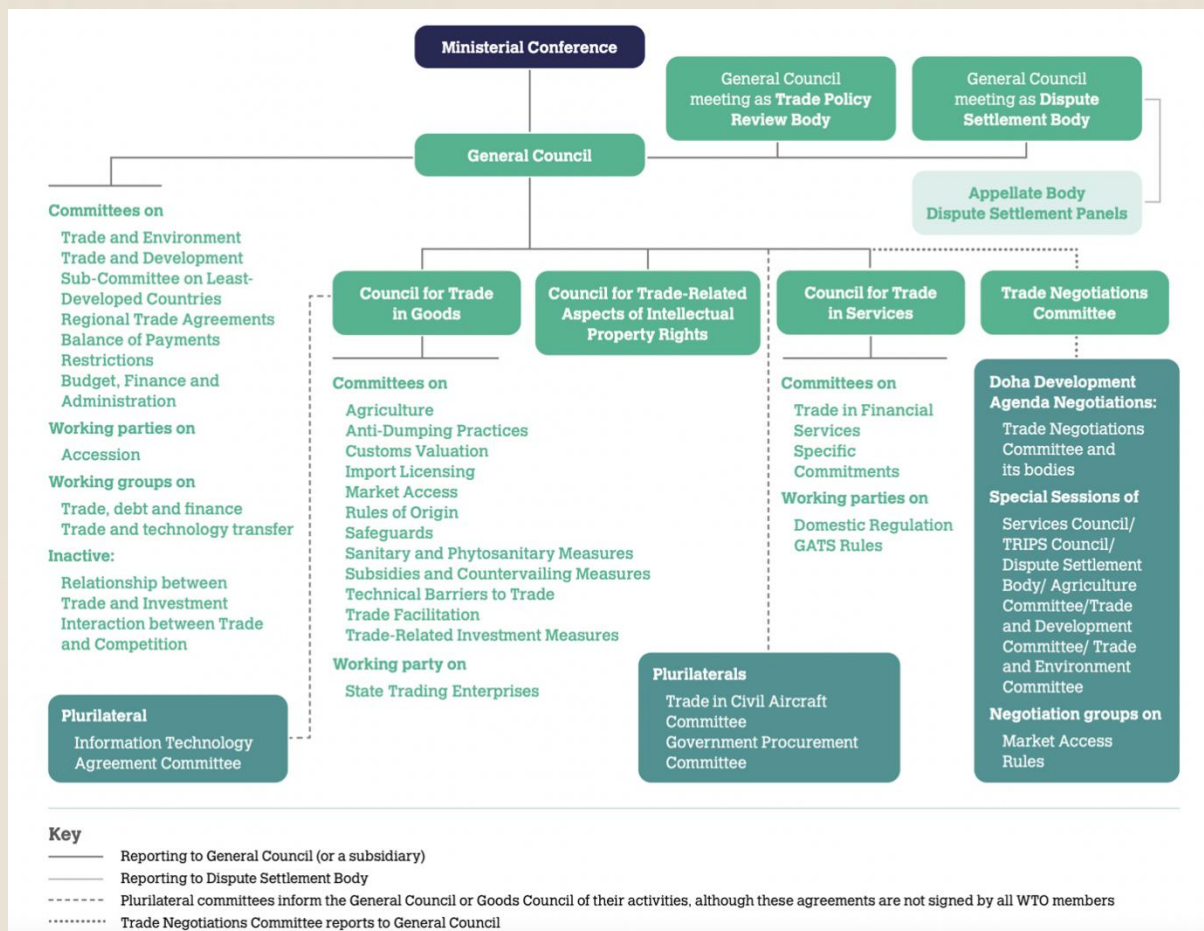 Ministerial Conference
General Council
meeting as Trade Policy
Review Body
General Council
meeting as Dispute
Settlement Body
General Council
Appellate Body
Dispute Settlement Panels
Committees on
Trade and Environment
Trade and Development
Sub-Committee on Least-
Developed Countries
Regional Trade Agreements
Balance of Payments
Restrictions
Budget, Finance and
Administration
Working parties on
Accession
Working groups on
Trade, debt and finance
Trade and technology transfer
Inactive:
Relationship between
Trade and Investment
Interaction between Trade
and Competition
Plurilateral
Information Technology
Agreement Committee
Council for Trade
in Goods
Committees on
Agriculture
Anti-Dumping Practices
Customs Valuation
Import Licensing
Market Access
Rules of Origin
Safeguards
Sanitary and Phytosanitary Measures
Subsidies and Countervailing Measures
Technical Barriers to Trade
Trade Facilitation
Trade-Related Investment Measures
Working party on
State Trading Enterprises
Council for Trade-Related
Aspects of Intellectual
Property Rights
Plurilaterals
Trade in Civil Aircraft
Committee
Government Procurement
Committee
Council for Trade
in Services
Committees on
Trade in Financial
Services
Specific
Commitments
Working parties on
Domestic Regulation
GATS Rules
Trade Negotiations
Committee
Doha Development
Agenda Negotiations:
Trade Negotiations
Committee and
its bodies
Special Sessions of
Services Council/
TRIPS Council/
Dispute Settlement
Body/ Agriculture
Committee/Trade
and Development
Committee/ Trade
and Environment
Committee
Negotiation groups on
Market Access
Rules
Key
Reporting to General Council (or a subsidiary)
Reporting to Dispute Settlement Body
Plurilateral committees inform the General Council or Goods Council of their activities, although these agreements are not signed by all WTO members
Trade Negotiations Committee reports to General Council